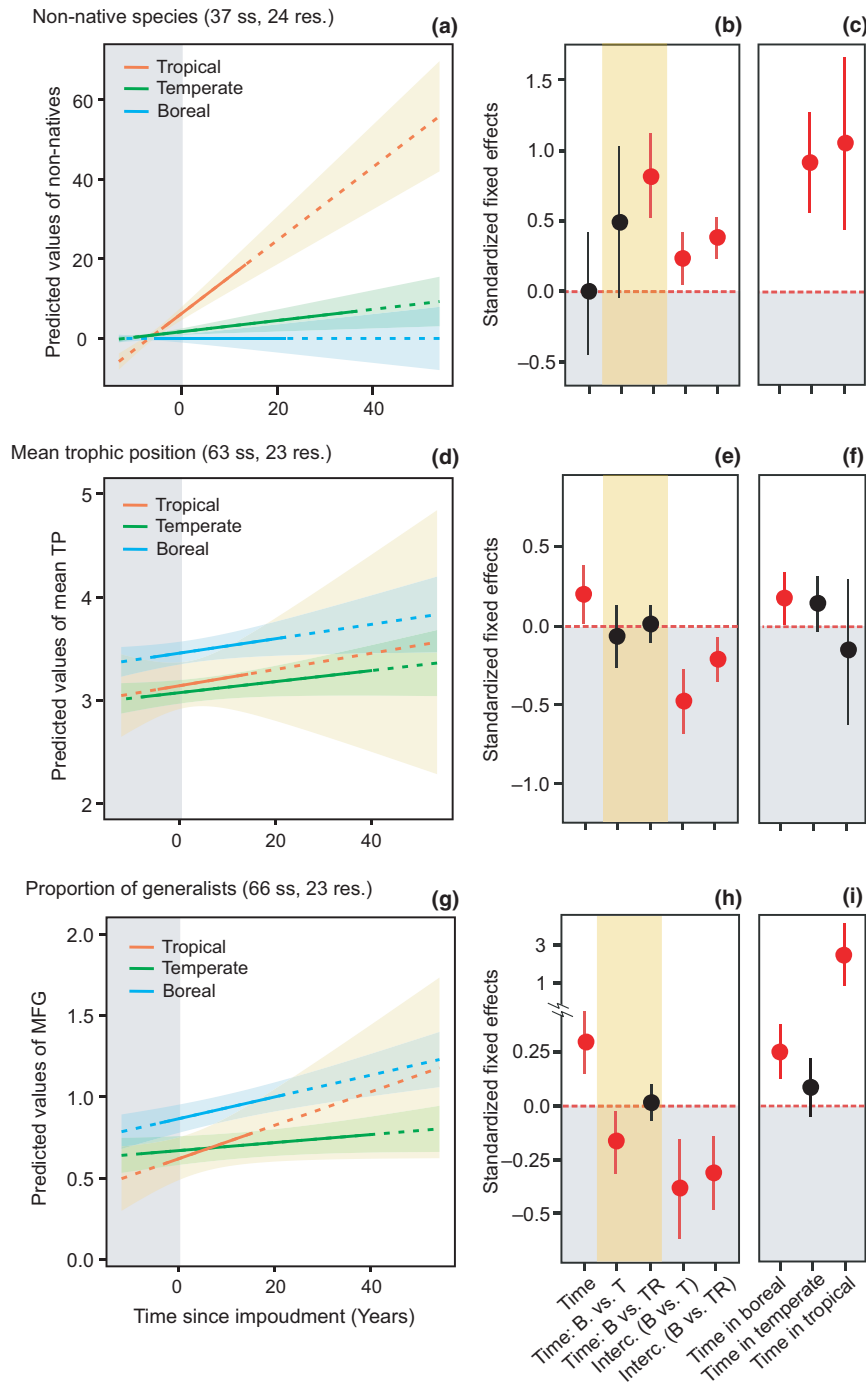 Non-native species (37 ss, 24 res.)
(a)
(b)
(c)
Tropical
Temperate
Boreal
Predicted values of non-natives
60
40
20
0
0
20
40
Standardized fixed effects
1.5
1.0
0.5
0.0
–0.5
Mean trophic position (63 ss, 23 res.)
(d)
(e)
(f)
Tropical
Temperate
Boreal
Predicted values of mean TP
5
4
3
2
0
20
40
Standardized fixed effects
0.5
0.0
–0.5
–1.0
Proportion of generalists (66 ss, 23 res.)
(g)
(h)
(i)
Tropical
Temperate
Boreal
Predicted values of MFG
2.0
1.5
1.0
0.5
0.0
0
20
40
Time since impoudment (Years)
Standardized fixed effects
3
1
0.25
0.0
–0.25
–0.5
Time
Time: B. vs. T
Time: B vs. TR
Interc. (B vs. T)
Interc. (B vs. TR)
Time in boreal
Time in temperate
Time in tropical